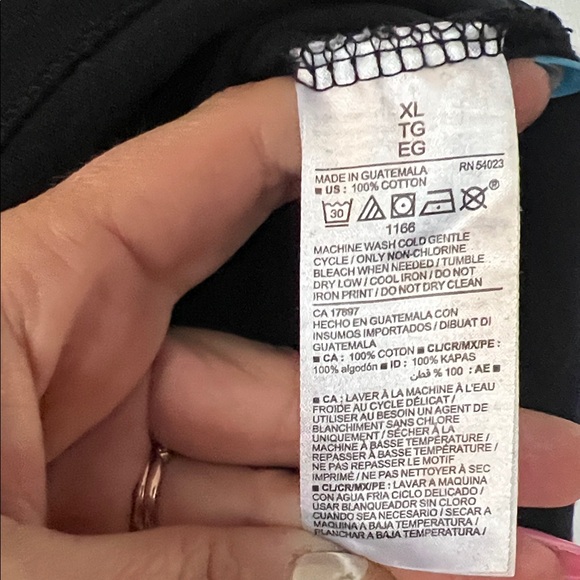 XL
TG
EG
MADE IN GUATEMALA RN 54023
■ US : 100% COTTON
30
1166
MACHINE WASH COLD GENTLE
CYCLE / ONLY NON-CHLORINE
BLEACH WHEN NEEDED / TUMBLE
DRY LOW / COOL IRON / DO NOT
IRON PRINT / DO NOT DRY CLEAN
CA 17897
HECHO EN GUATEMALA CON
INSUMOS IMPORTADOS / DIBUAT DI
GUATEMALA
■ CA : 100% COTON ■ CL/CR/MX/PE :
100% algodón ■ ID : 100% KAPAS
■ AE : 100 % قطن
■ CA : LAVER À LA MACHINE À L'EAU
FROIDE AU CYCLE DÉLICAT /
UTILISER AU BESOIN UN AGENT DE
BLANCHIMENT SANS CHLORE
UNIQUEMENT / SÉCHER À LA
MACHINE À BASSE TEMPÉRATURE /
REPASSER À BASSE TEMPÉRATURE /
NE PAS REPASSER LE MOTIF
IMPRIMÉ / NE PAS NETTOYER À SEC
■ CL/CR/MX/PE : LAVAR A MAQUINA
CON AGUA FRIA CICLO DELICADO /
USAR BLANQUEADOR SIN CLORO
CUANDO SEA NECESARIO / SECAR A
MAQUINA A BAJA TEMPERATURA /
PLANCHAR A BAJA TEMPERATURA /